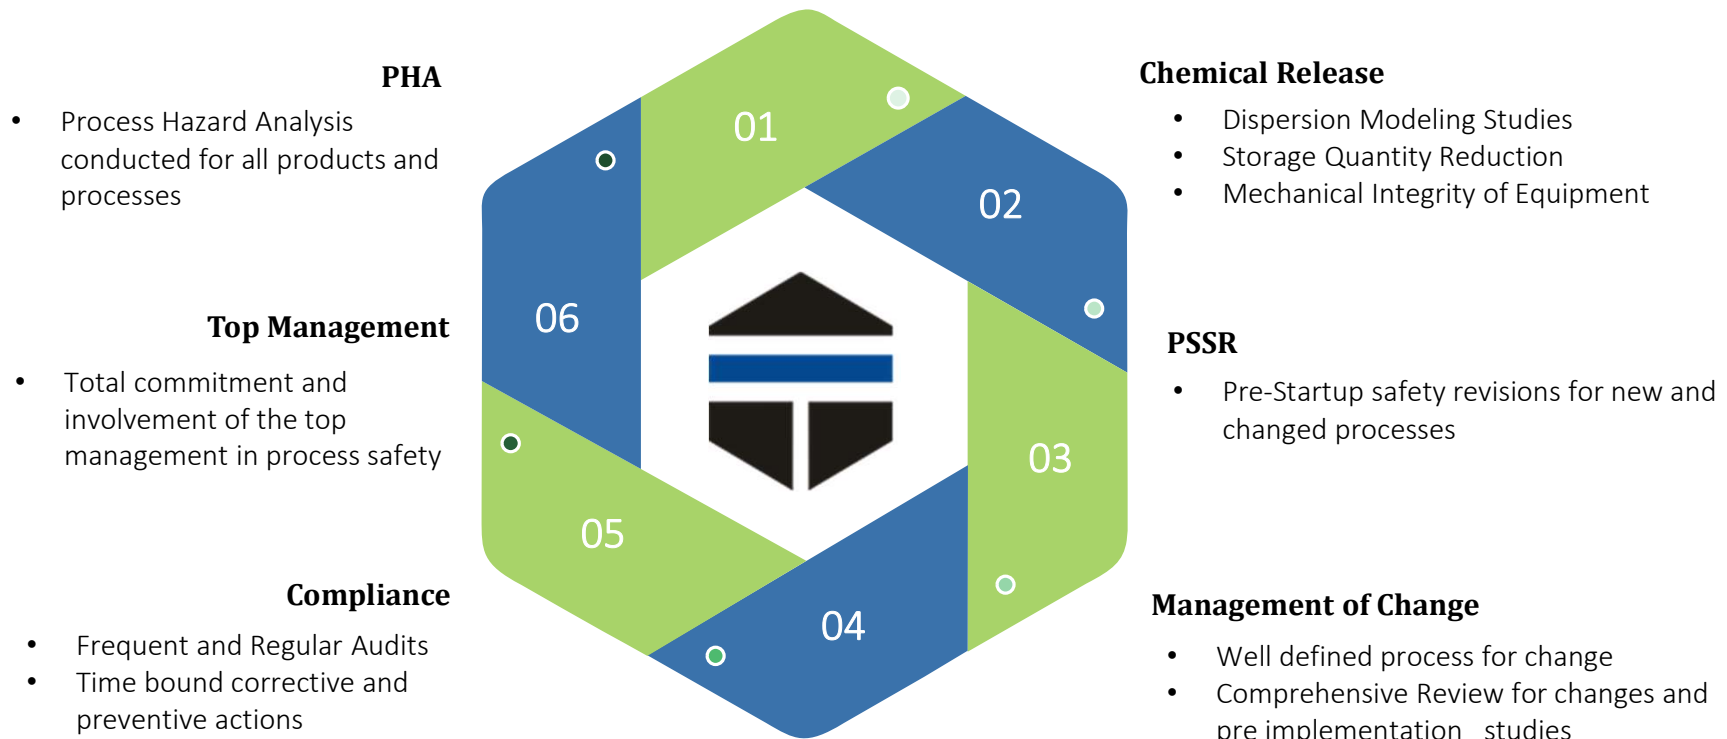 PHA
• Process Hazard Analysis
conducted for all products and
processes
Top Management
• Total commitment and
involvement of the top
management in process safety
Compliance
• Frequent and Regular Audits
• Time bound corrective and
preventive actions
01
02
03
04
05
06
Chemical Release
• Dispersion Modeling Studies
• Storage Quantity Reduction
• Mechanical Integrity of Equipment
PSSR
• Pre-Startup safety revisions for new and
changed processes
Management of Change
• Well defined process for change
• Comprehensive Review for changes and
pre implementation studies